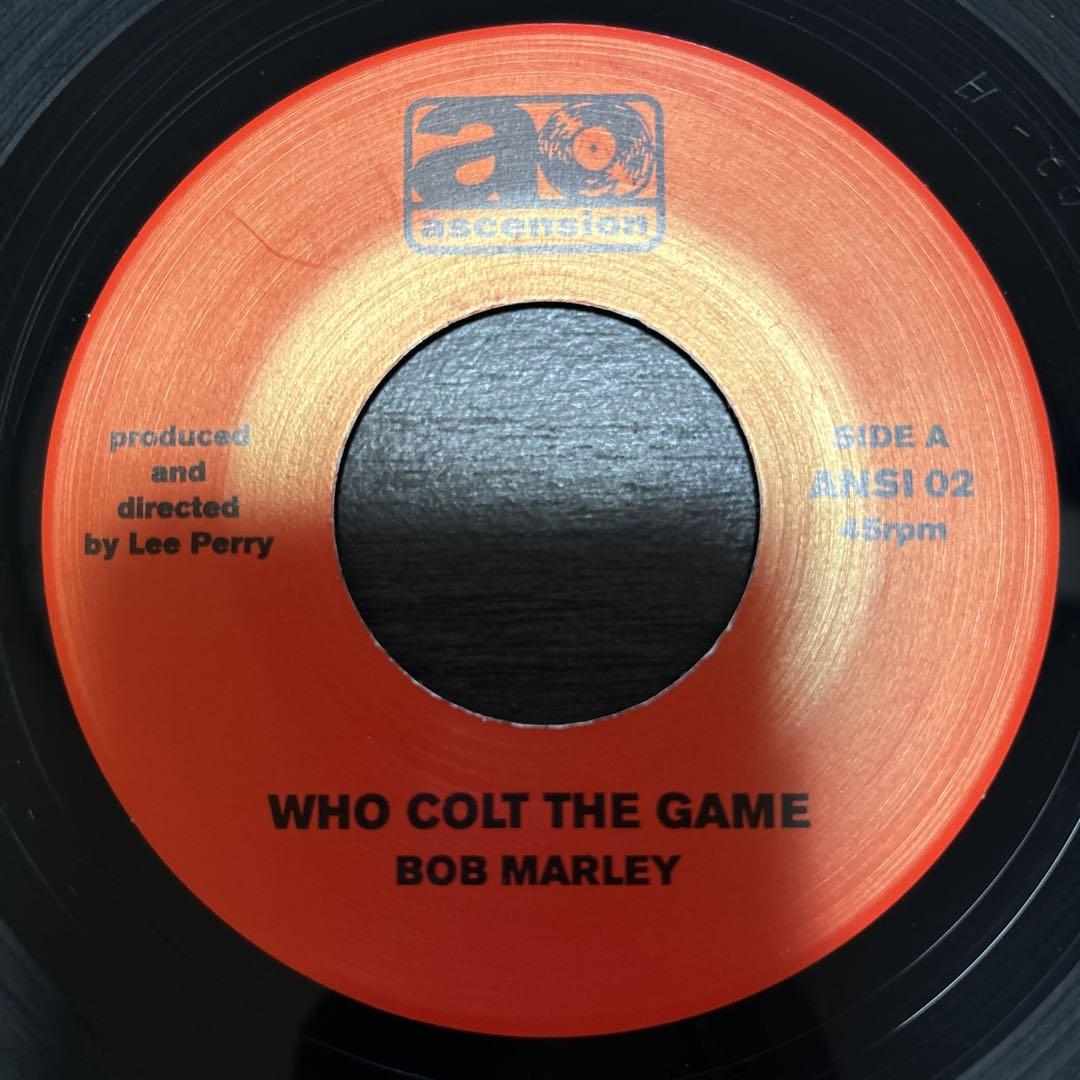 a
ascension
produced
and
directed
by Lee Perry
SIDE A
ANSI 02
45rpm
WHO COLT THE GAME
BOB MARLEY